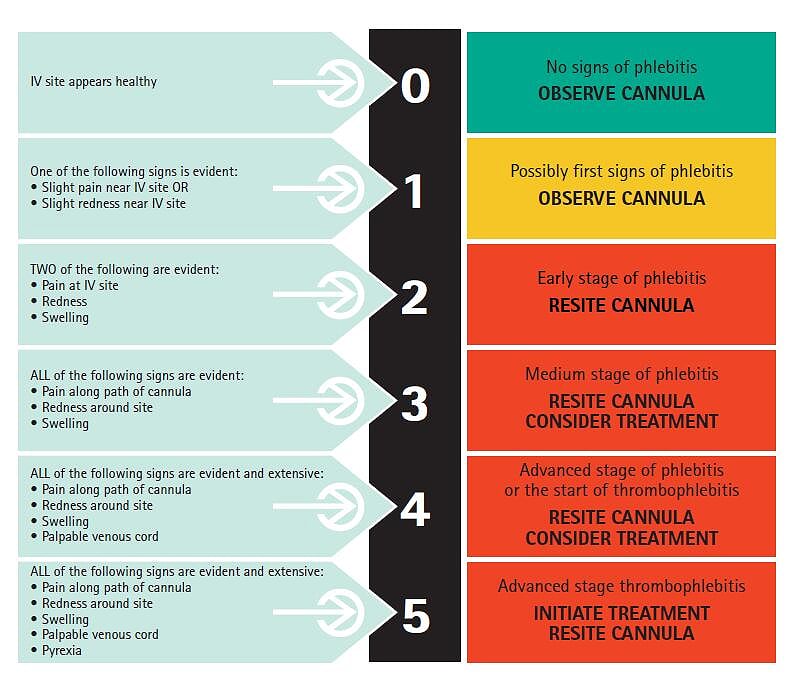 IV site appears healthy
0
No signs of phlebitis
OBSERVE CANNULA
One of the following signs is evident:
• Slight pain near IV site OR
• Slight redness near IV site
1
Possibly first signs of phlebitis
OBSERVE CANNULA
TWO of the following are evident:
• Pain at IV site
• Redness
• Swelling
2
Early stage of phlebitis
RESITE CANNULA
ALL of the following signs are evident:
• Pain along path of cannula
• Redness around site
• Swelling
3
Medium stage of phlebitis
RESITE CANNULA
CONSIDER TREATMENT
ALL of the following signs are evident and extensive:
• Pain along path of cannula
• Redness around site
• Swelling
• Palpable venous cord
4
Advanced stage of phlebitis
or the start of thrombophlebitis
RESITE CANNULA
CONSIDER TREATMENT
ALL of the following signs are evident and extensive:
• Pain along path of cannula
• Redness around site
• Swelling
• Palpable venous cord
• Pyrexia
5
Advanced stage thrombophlebitis
INITIATE TREATMENT
RESITE CANNULA